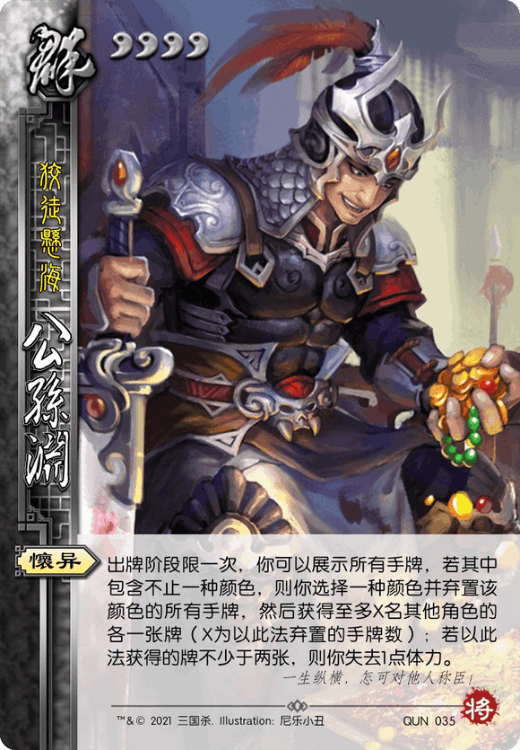 群
狡徒懸海
公孫淵
懷异
出牌阶段限一次，你可以展示所有手牌，若其中
包含不止一种颜色，则你选择一种颜色并弃置该
颜色的所有手牌，然后获得至多X名其他角色的
各一张牌（X为以此法弃置的手牌数）；若以此
法获得的牌不少于两张，则你失去1点体力。
一生纵横，怎可对他人称臣！
™&© 2021 三国杀. Illustration: 尼乐小丑
QUN 035
将